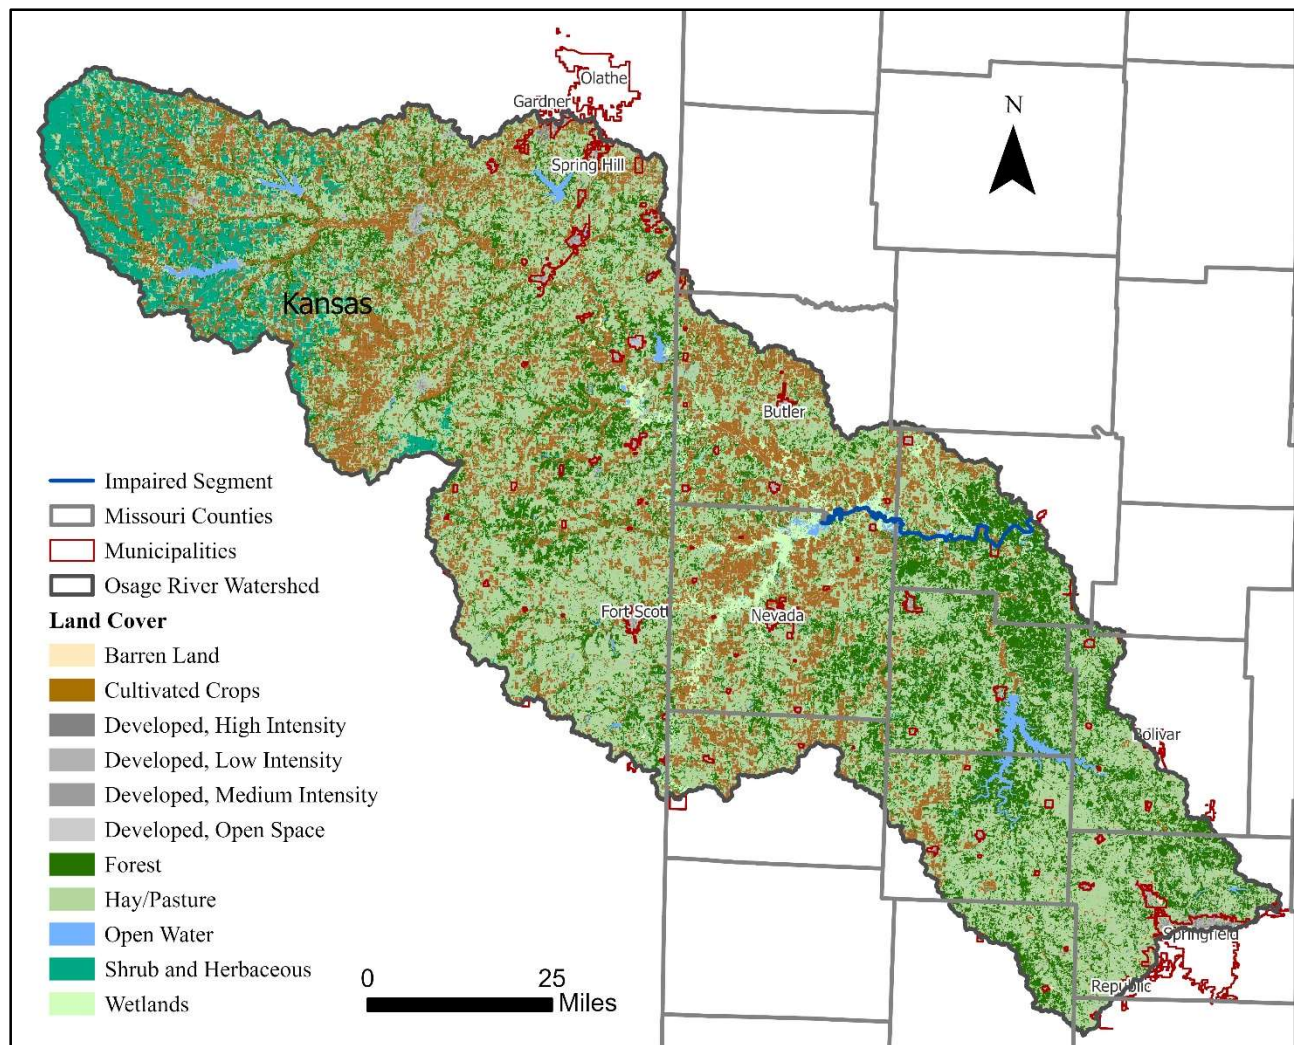 Olathe
Gardner
N
Spring Hill
Kansas
Butler
Impaired Segment
Missouri Counties
Municipalities
Osage River Watershed
Fort Scott
Nevada
Land Cover
Barren Land
Cultivated Crops
Developed, High Intensity
Bolivar
Developed, Low Intensity
Developed, Medium Intensity
Developed, Open Space
Forest
Hay/Pasture
Open Water
Springfield
Shrub and Herbaceous
0 25
Republic
Wetlands
Miles